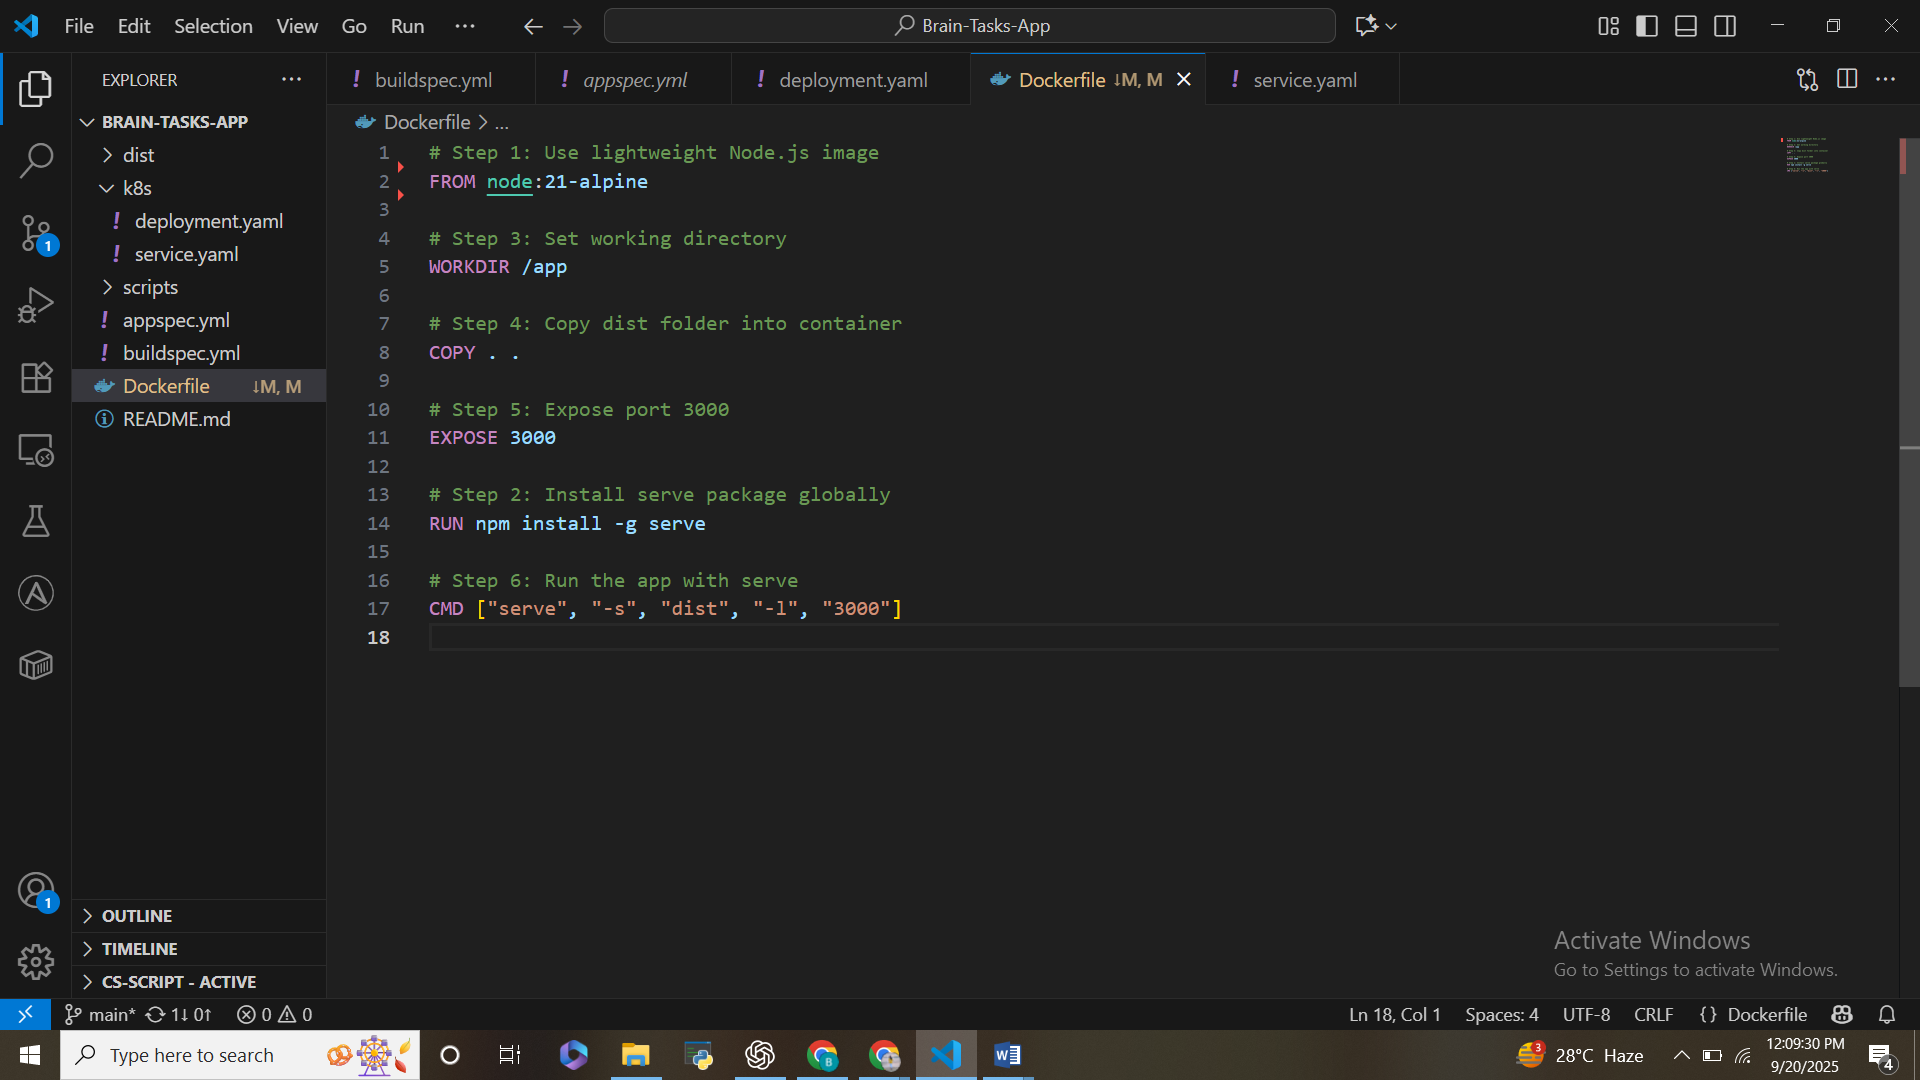 File Edit Selection View Go Run ... Brain-Tasks-App
EXPLORER ...
BRAIN-TASKS-APP
dist
k8s
! deployment.yaml
! service.yaml
scripts
! appspec.yml
! buildspec.yml
Dockerfile ↓M, M
README.md
1
1
OUTLINE
TIMELINE
CS-SCRIPT - ACTIVE
! buildspec.yml ! appspec.yml ! deployment.yaml Dockerfile ↓M, M ! service.yaml
Dockerfile > ...
1 # Step 1: Use lightweight Node.js image
2 FROM node:21-alpine
3
4 # Step 3: Set working directory
5 WORKDIR /app
6
7 # Step 4: Copy dist folder into container
8 COPY . .
9
10 # Step 5: Expose port 3000
11 EXPOSE 3000
12
13 # Step 2: Install serve package globally
14 RUN npm install -g serve
15
16 # Step 6: Run the app with serve
17 CMD ["serve", "-s", "dist", "-l", "3000"]
18
Activate Windows
Go to Settings to activate Windows.
main* 1↓ 0↑ 0 0 Ln 18, Col 1 Spaces: 4 UTF-8 CRLF {} Dockerfile
Type here to search 3 28°C Haze 12:09:30 PM
9/20/2025 4